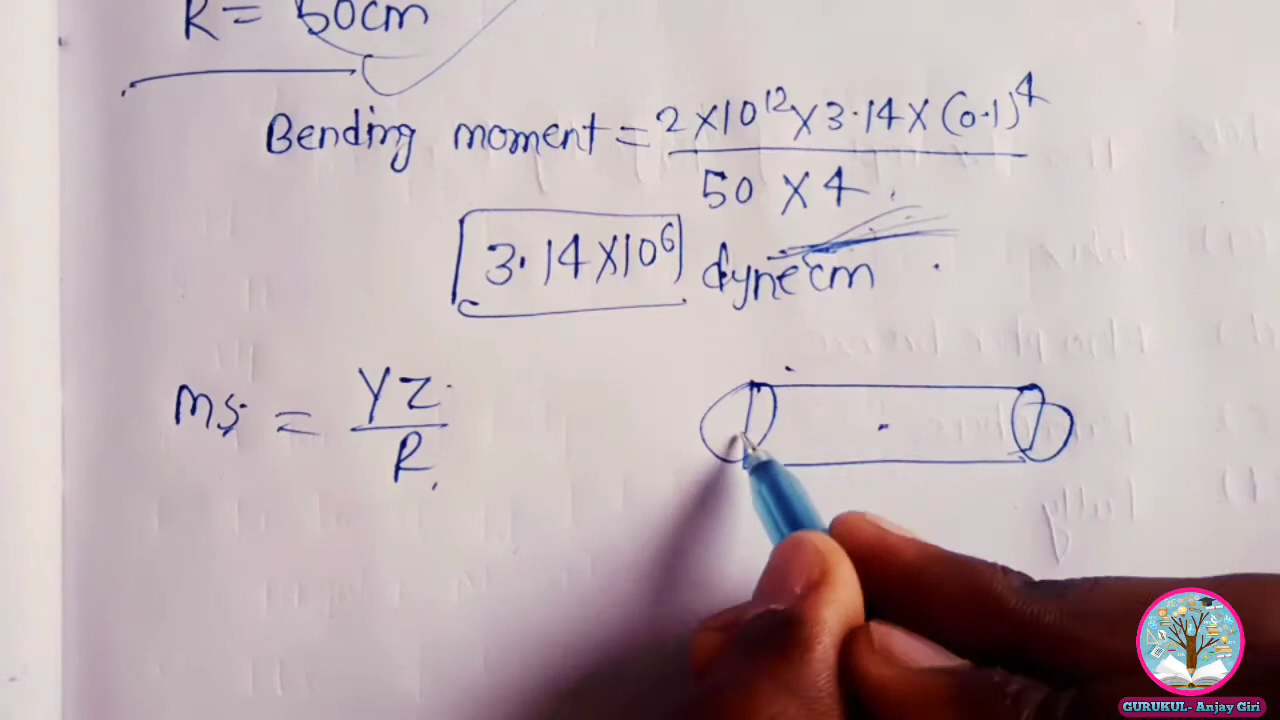 R = 50cm
Bending moment = 2×10¹²×3·14×(0·1)⁴
50 × 4
3·14×10⁶ dyne cm
= YZ
R
GURUKUL- Anjay Giri